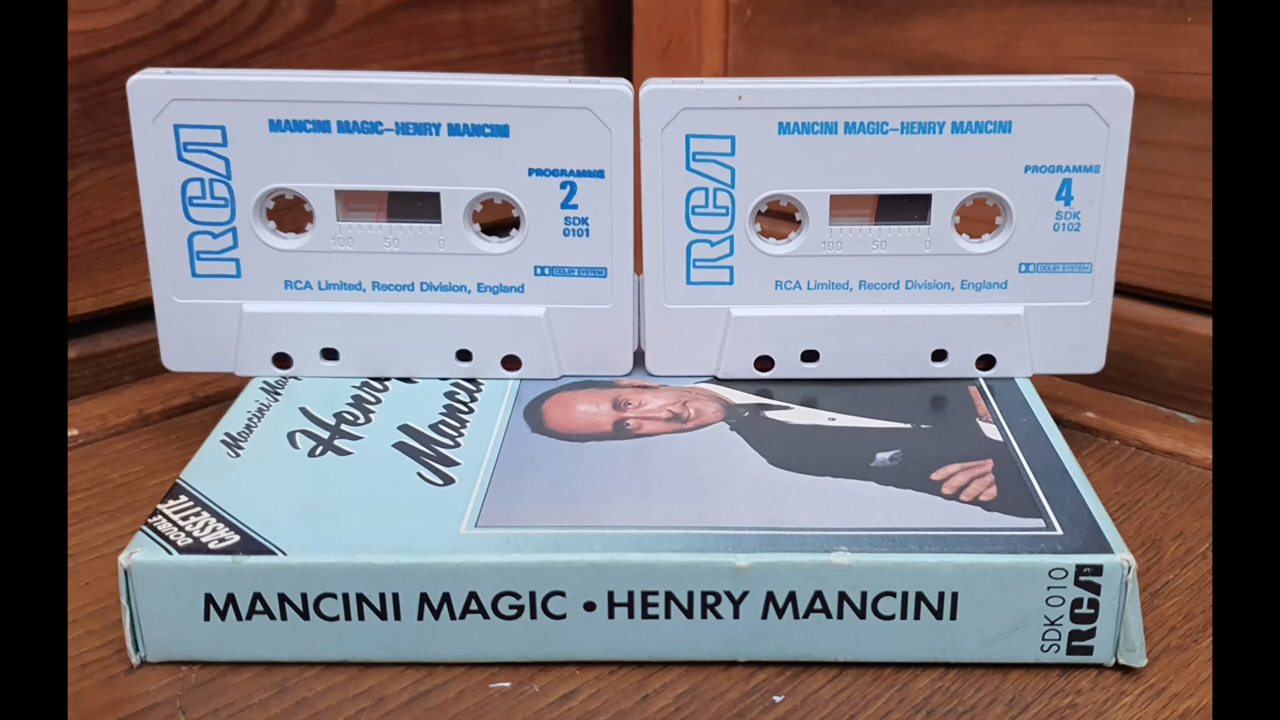 MANCINI MAGIC–HENRY MANCINI
RCA
PROGRAMME
2
SDK
0101
100 50 0
DOLBY SYSTEM
RCA Limited, Record Division, England
MANCINI MAGIC–HENRY MANCINI
RCA
PROGRAMME
4
SDK
0102
100 50 0
DOLBY SYSTEM
RCA Limited, Record Division, England
Mancini
Henry
Mancini
DOUBLE
CASSETTE
MANCINI MAGIC • HENRY MANCINI
SDK 010
RCA